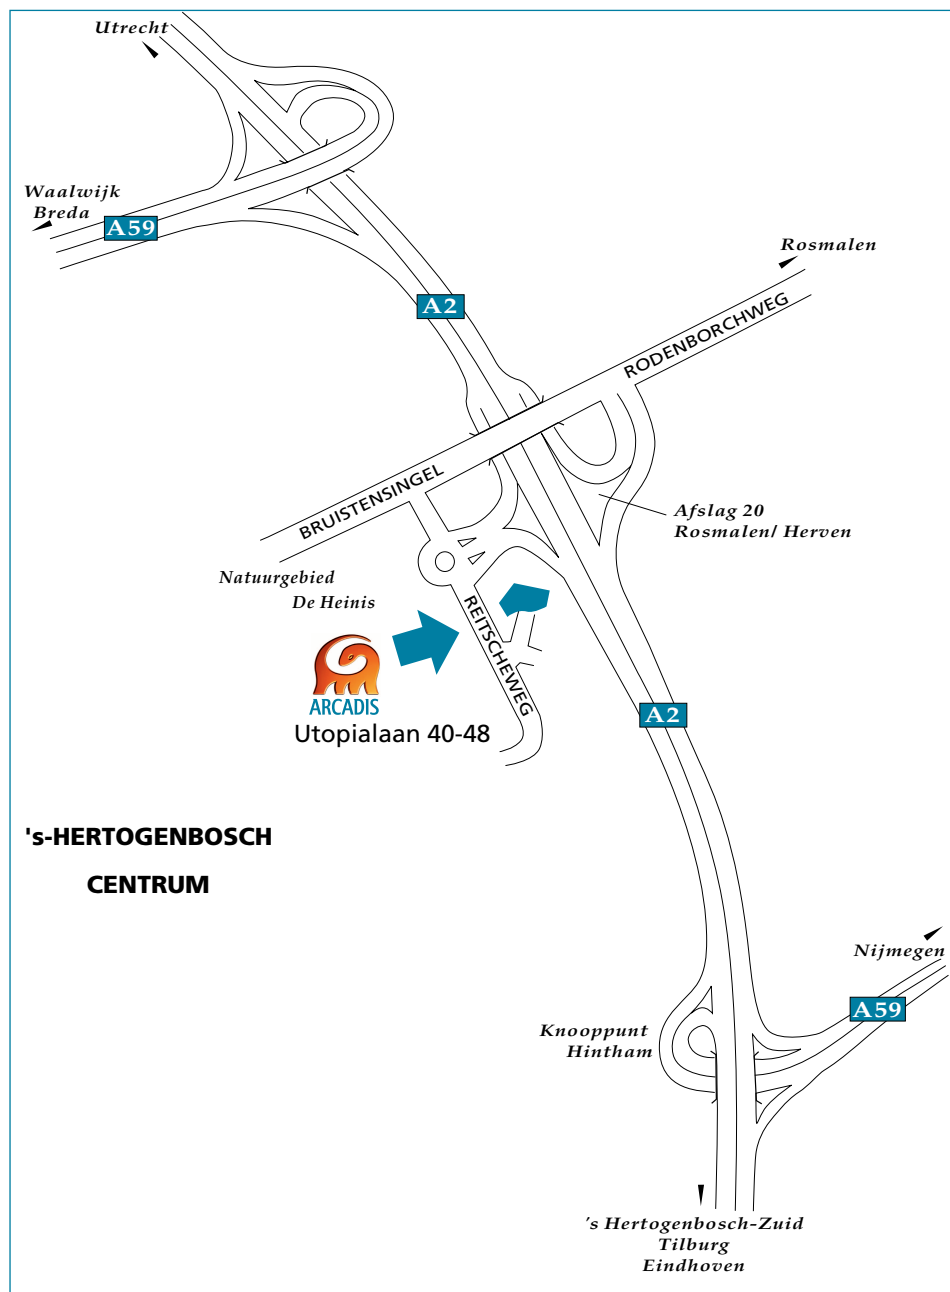 Utrecht
Waalwijk
Breda
A59
Rosmalen
A2
RODENBORCHWEG
BRUISTENSINGEL
Afslag 20
Rosmalen/ Herven
Natuurgebied
De Heinis
REITSCHEWEG
ARCADIS
Utopialaan 40-48
A2
's-HERTOGENBOSCH
CENTRUM
Nijmegen
A59
Knooppunt
Hintham
's Hertogenbosch-Zuid
Tilburg
Eindhoven